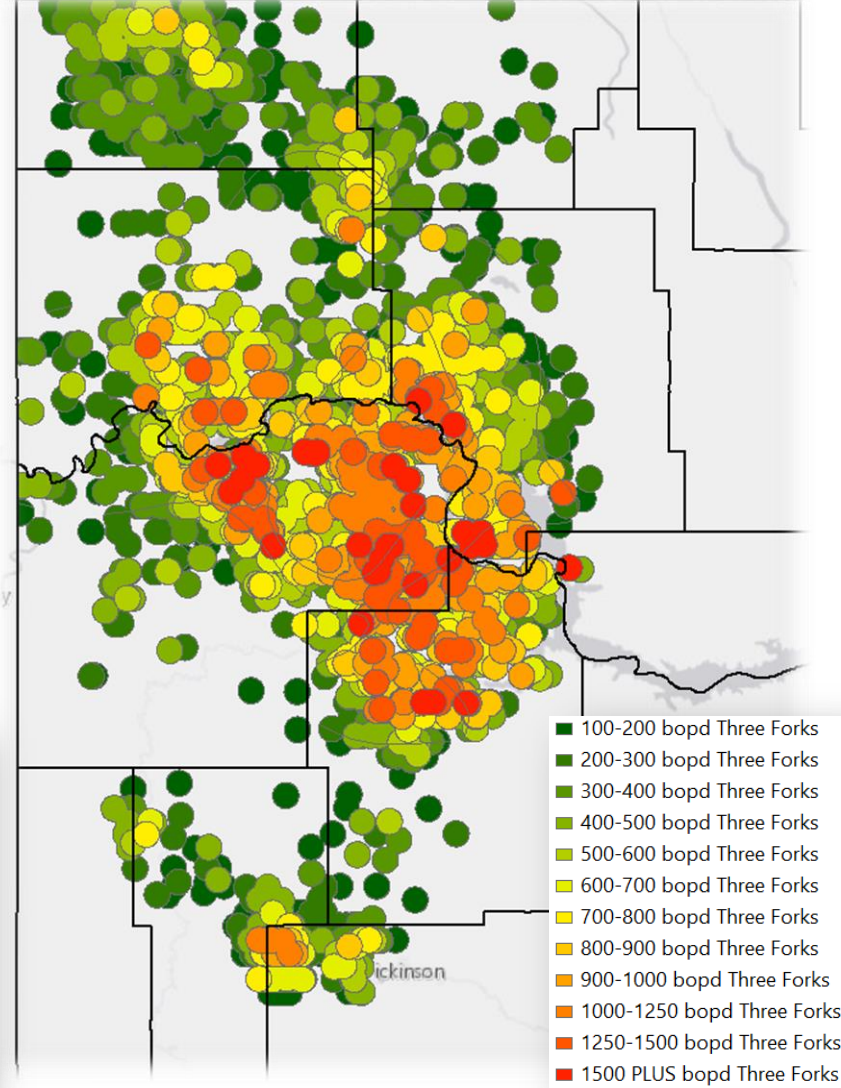 y
ickinson
100-200 bopd Three Forks
200-300 bopd Three Forks
300-400 bopd Three Forks
400-500 bopd Three Forks
500-600 bopd Three Forks
600-700 bopd Three Forks
700-800 bopd Three Forks
800-900 bopd Three Forks
900-1000 bopd Three Forks
1000-1250 bopd Three Forks
1250-1500 bopd Three Forks
1500 PLUS bopd Three Forks